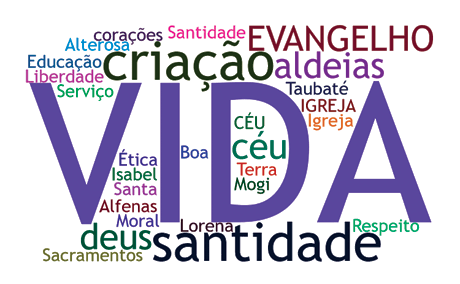 corações
Santidade
EVANGELHO
Alterosa
Educação
criação
aldeias
Liberdade
Serviço
Taubaté
IGREJA
Igreja
VIDA
CÉU
céu
Boa
Ética
Isabel
Terra
Santa
Mogi
Alfenas
Moral
Lorena
Respeito
deus
santidade
Sacramentos